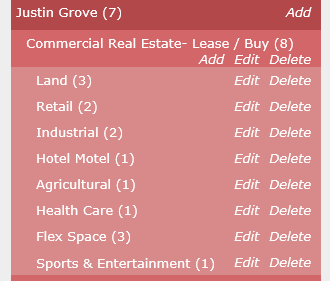 Justin Grove (7) Add
Commercial Real Estate- Lease / Buy (8)
Add Edit Delete
Land (3) Edit Delete
Retail (2) Edit Delete
Industrial (2) Edit Delete
Hotel Motel (1) Edit Delete
Agricultural (1) Edit Delete
Health Care (1) Edit Delete
Flex Space (3) Edit Delete
Sports & Entertainment (1) Edit Delete